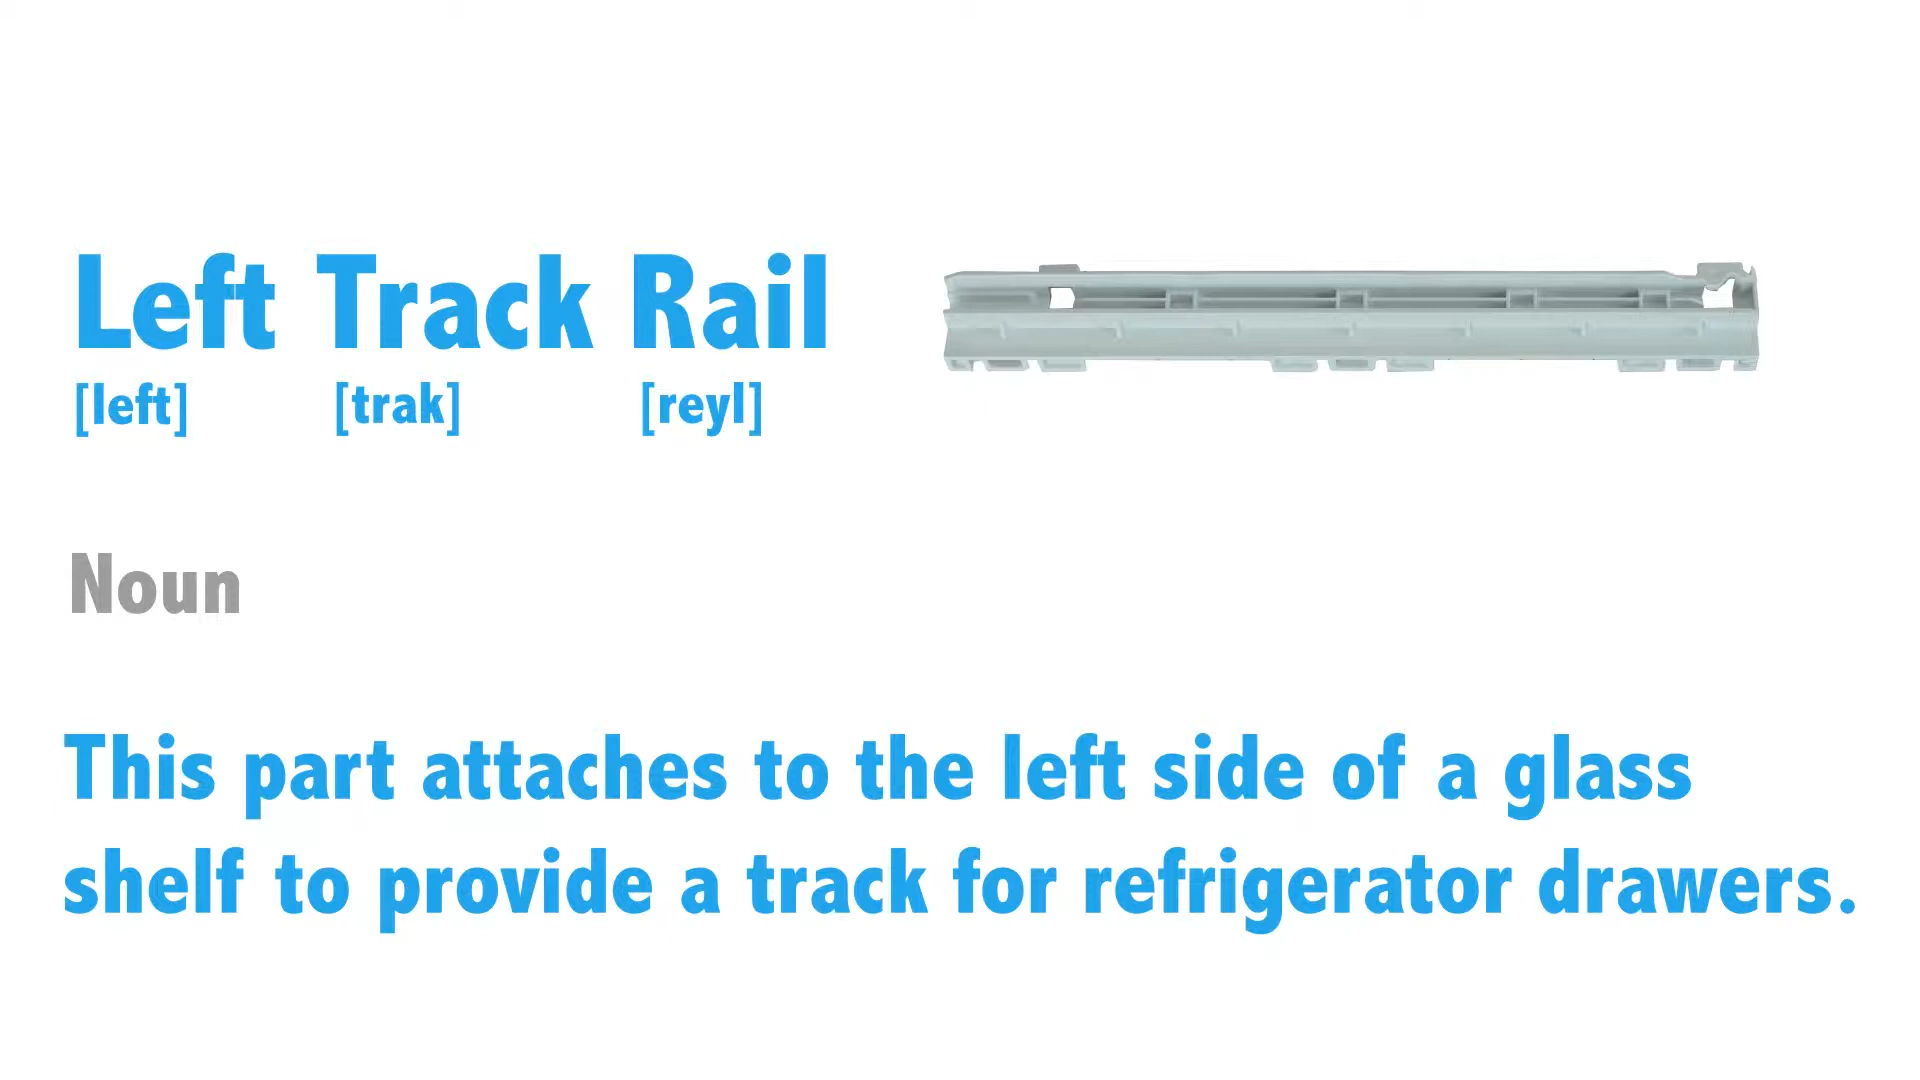 Left Track Rail
[left] [trak] [reyl]
Noun
This part attaches to the left side of a glass
shelf to provide a track for refrigerator drawers.